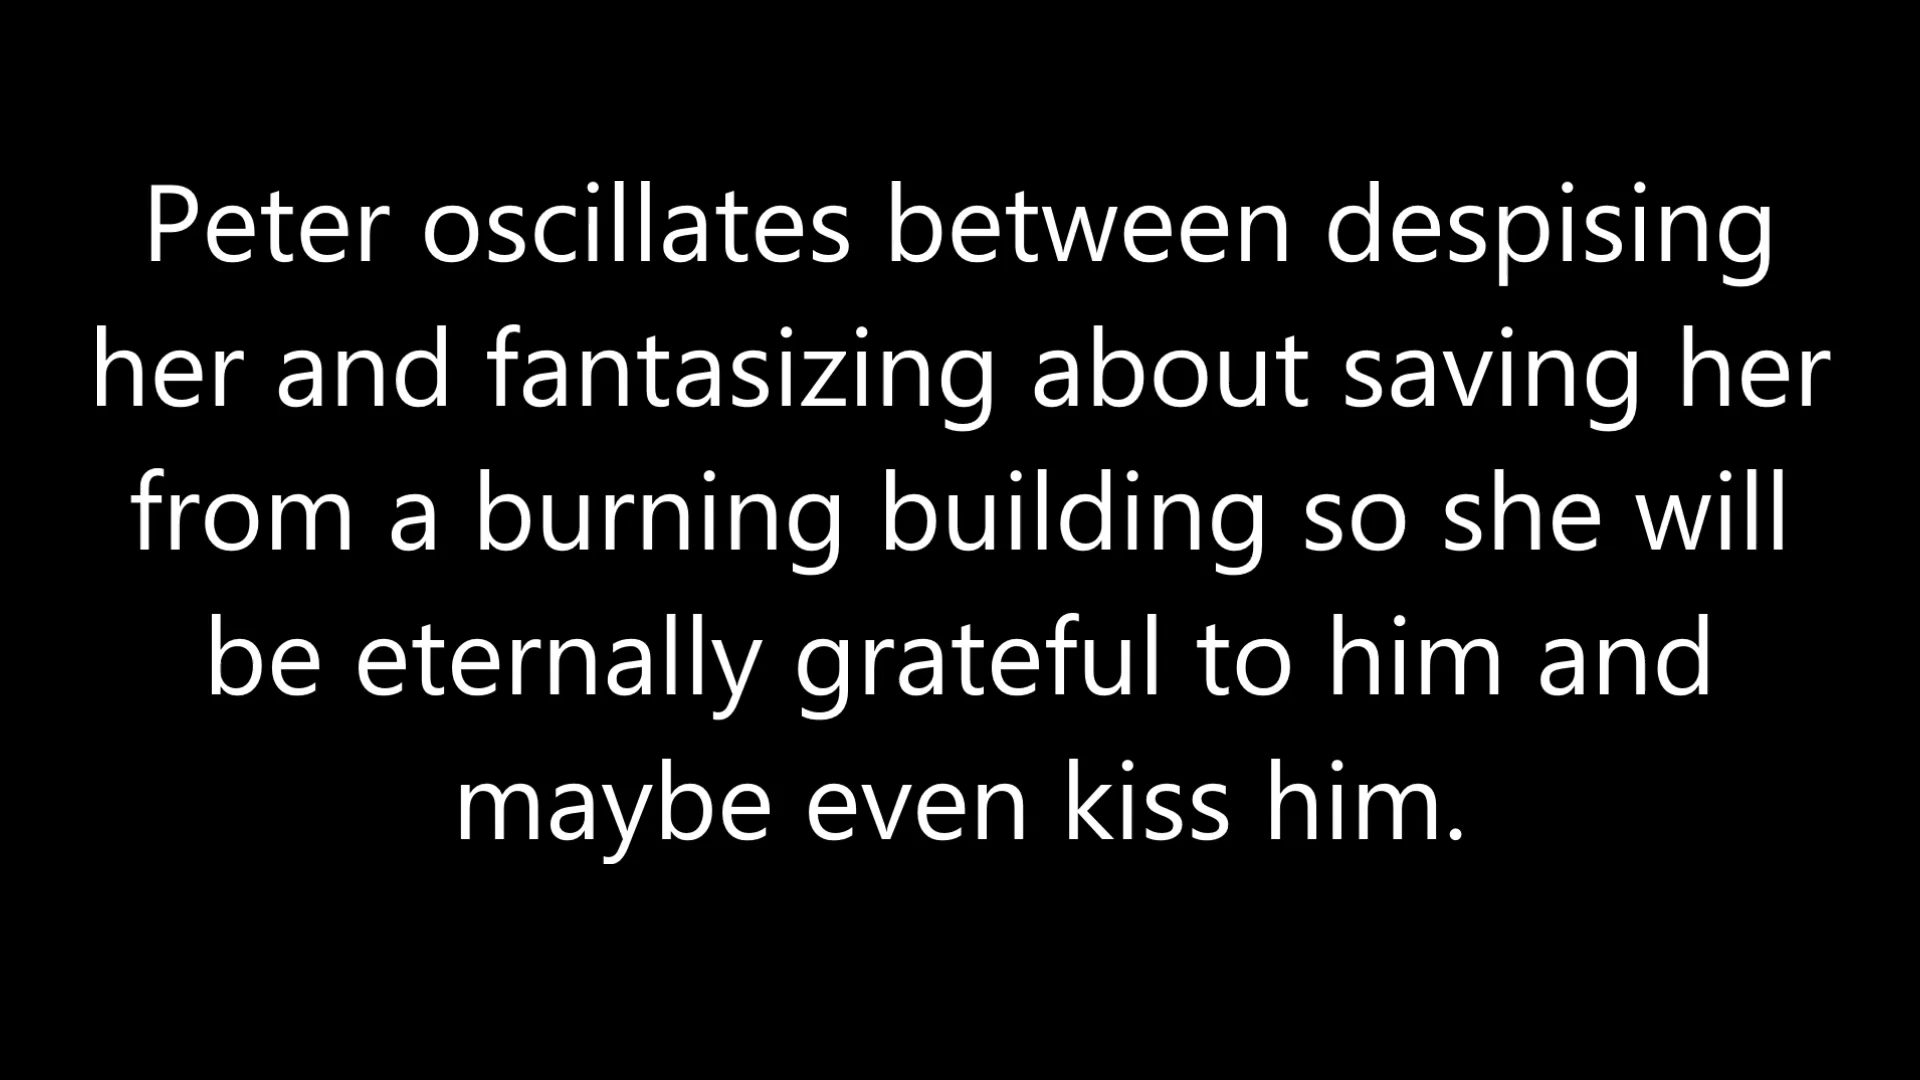 Peter oscillates between despising
her and fantasizing about saving her
from a burning building so she will
be eternally grateful to him and
maybe even kiss him.